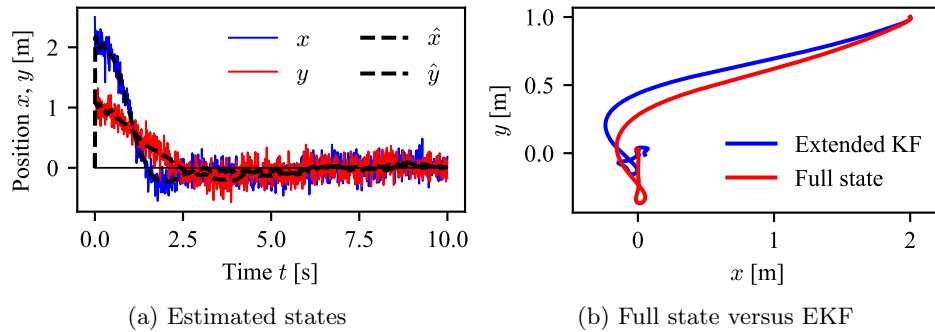 Position x, y [m]
2
1
0
0.0
2.5
5.0
7.5
10.0
Time t [s]
x
y
x̂
ŷ
(a) Estimated states
y [m]
1.0
0.5
0.0
0
1
2
x [m]
Extended KF
Full state
(b) Full state versus EKF